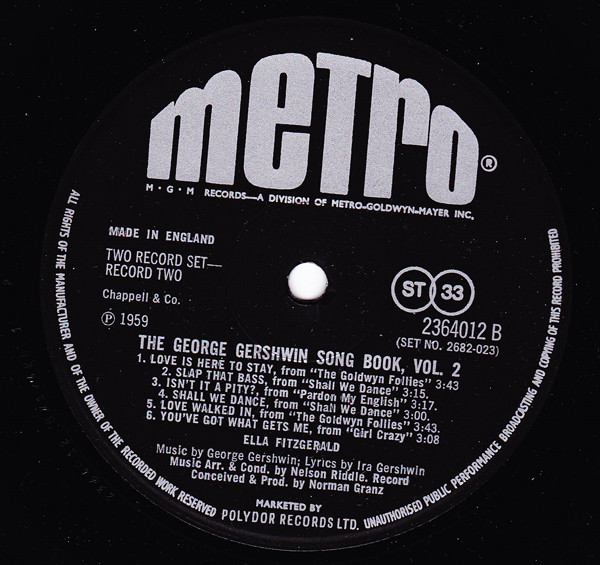 metro®
M·G·M RECORDS—A DIVISION OF METRO-GOLDWYN-MAYER INC.
MADE IN ENGLAND
TWO RECORD SET—
RECORD TWO
Chappell & Co.
℗ 1959
ST 33
2364012 B
(SET NO. 2682-023)
THE GEORGE GERSHWIN SONG BOOK, VOL. 2
1. LOVE IS HERE TO STAY, from "The Goldwyn Follies" 3:43
2. SLAP THAT BASS, from "Shall We Dance" 3:15.
3. ISN'T IT A PITY?, from "Pardon My English" 3:17.
4. SHALL WE DANCE, from "Shall We Dance" 3:00.
5. LOVE WALKED IN, from "The Goldwyn Follies" 3:43.
6. YOU'VE GOT WHAT GETS ME, from "Girl Crazy" 3:08
ELLA FITZGERALD
Music by George Gershwin; Lyrics by Ira Gershwin
Music Arr. & Cond. by Nelson Riddle. Record
Conceived & Prod. by Norman Granz
MARKETED BY
POLYDOR RECORDS LTD.
ALL RIGHTS OF THE MANUFACTURER AND OF THE OWNER OF THE RECORDED WORK RESERVED
UNAUTHORISED PUBLIC PERFORMANCE BROADCASTING AND COPYING OF THIS RECORD PROHIBITED